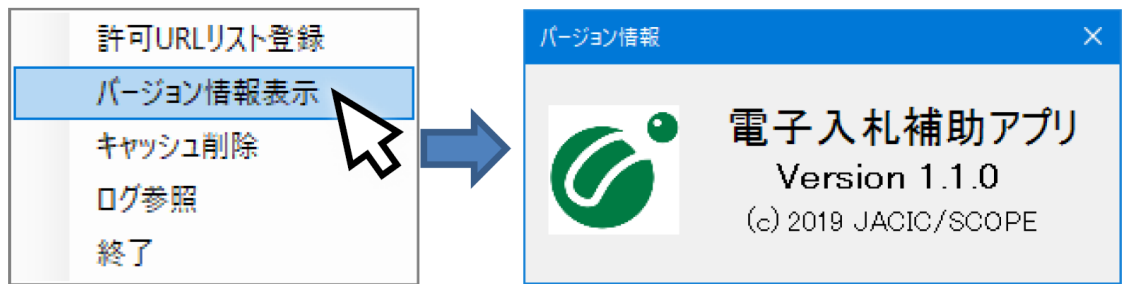 許可URLリスト登録
バージョン情報表示
キャッシュ削除
ログ参照
終了
バージョン情報
電子入札補助アプリ
Version 1.1.0
(c) 2019 JACIC/SCOPE